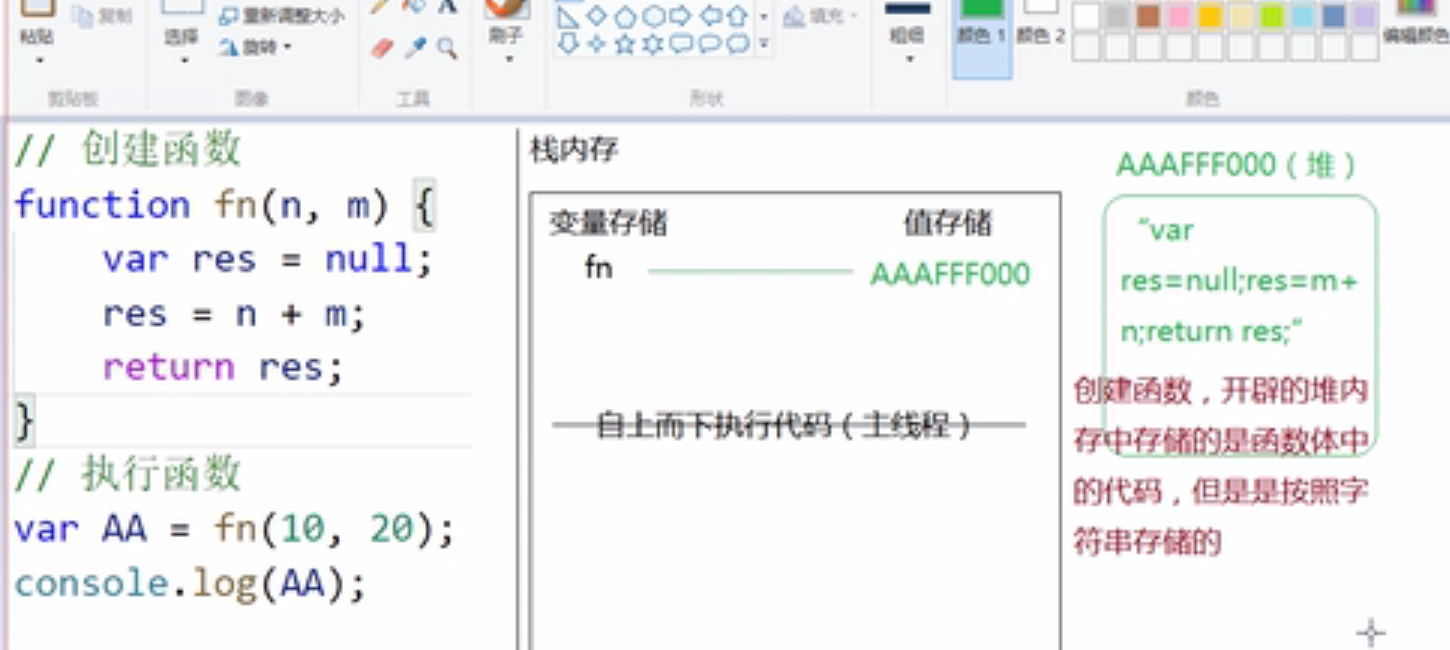 粘贴
复制
选择
重新调整大小
旋转
A
刷子
填充
粗细
颜色 1
颜色 2
编辑颜色
剪贴板
图像
工具
形状
颜色
// 创建函数
function fn(n, m) {
var res = null;
res = n + m;
return res;
}
// 执行函数
var AA = fn(10, 20);
console.log(AA);
栈内存
变量存储 值存储
fn AAAFFF000
自上而下执行代码（主线程）
AAAFFF000（堆）
“var
res=null;res=m+
n;return res;”
创建函数，开辟的堆内
存中存储的是函数体中
的代码，但是是按照字
符串存储的